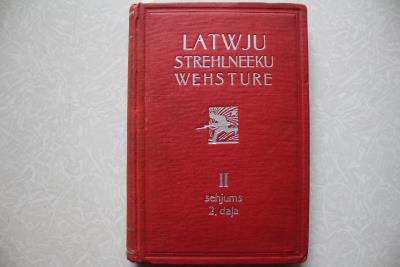 LATWJU
STREHLNEEKU
WEHSTURE
II
sehjums
2. daļa